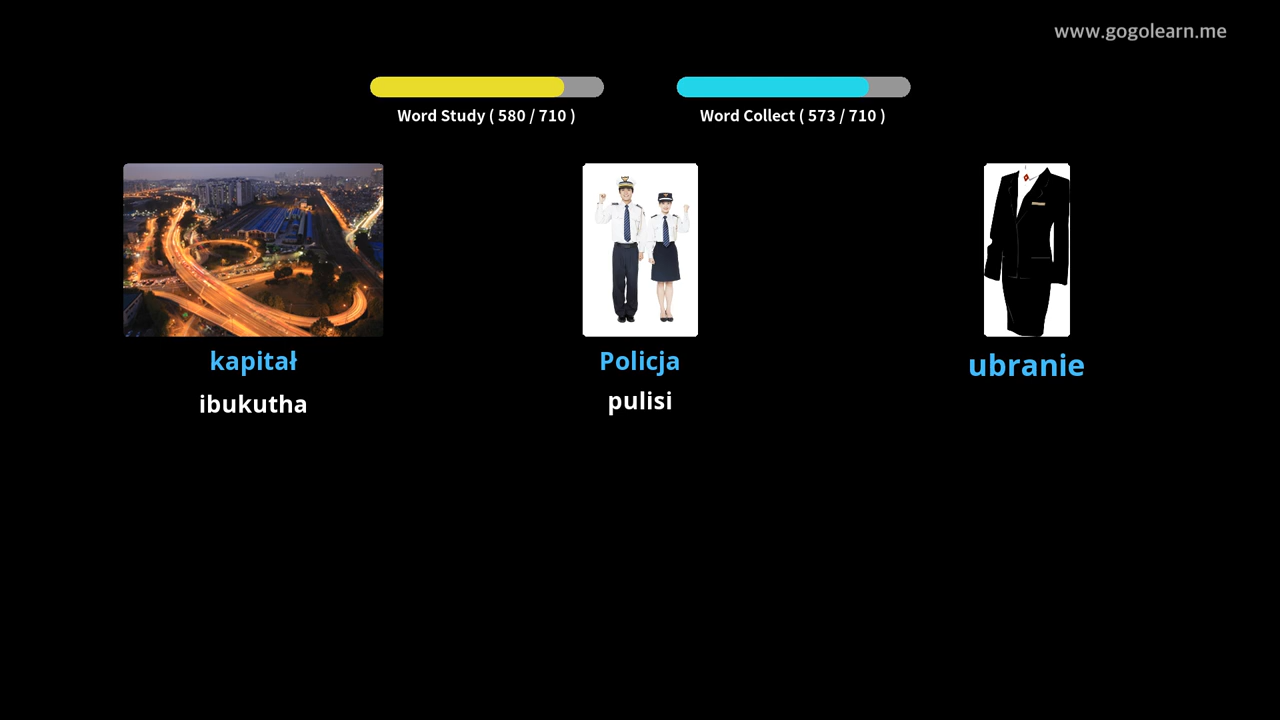 www.gogolearn.me
Word Study ( 580 / 710 )
Word Collect ( 573 / 710 )
kapitał
ibukutha
Policja
pulisi
ubranie